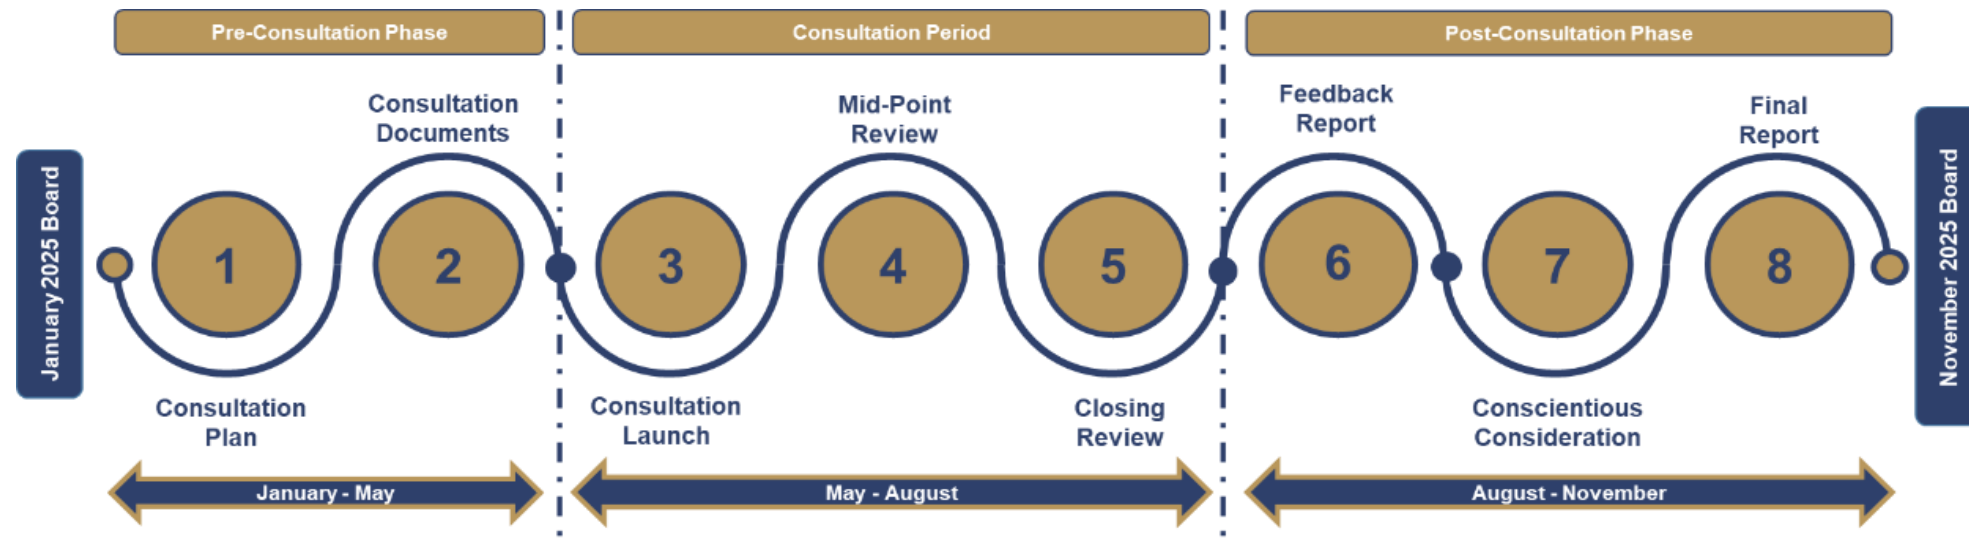 Pre-Consultation Phase
Consultation Period
Post-Consultation Phase
January 2025 Board
Consultation
Documents
Mid-Point
Review
Feedback
Report
Final
Report
1
2
3
4
5
6
7
8
November 2025 Board
Consultation
Plan
Consultation
Launch
Closing
Review
Conscientious
Consideration
January - May
May - August
August - November